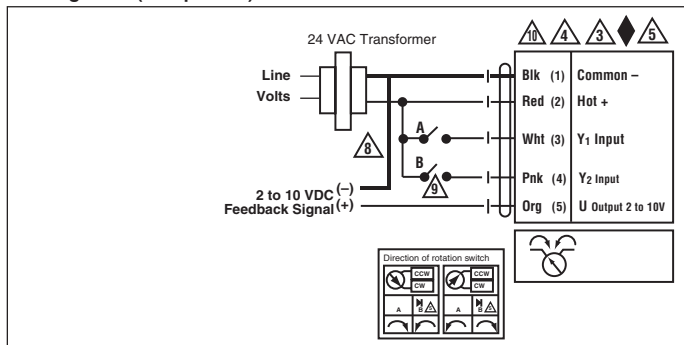 24 VAC Transformer
Line
Volts
10 4 3 5
Blk (1) Common –
Red (2) Hot +
A
Wht (3) Y1 Input
8
B
9
Pnk (4) Y2 Input
2 to 10 VDC (–)
Feedback Signal (+)
Org (5) U Output 2 to 10V
Direction of rotation switch
CCW CCW
CW CW
A B A B